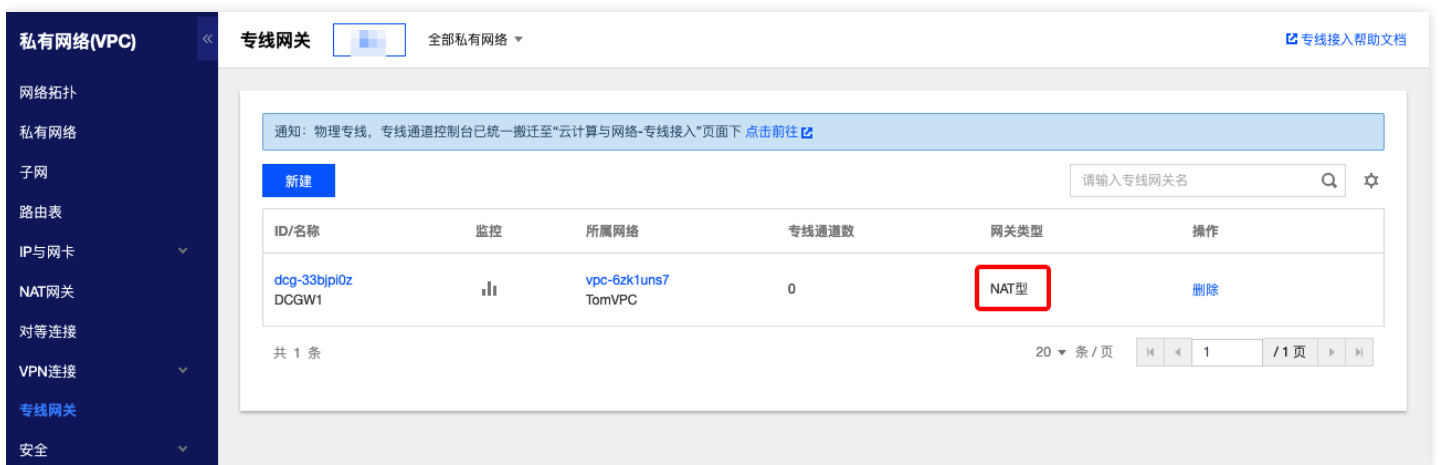 私有网络(VPC)
专线网关
全部私有网络
专线接入帮助文档
网络拓扑
私有网络
子网
路由表
IP与网卡
NAT网关
对等连接
VPN连接
专线网关
安全
通知：物理专线，专线通道控制台已统一搬迁至“云计算与网络-专线接入”页面下 点击前往
新建
请输入专线网关名
ID/名称 监控 所属网络 专线通道数 网关类型 操作
dcg-33bjpi0z vpc-6zk1uns7
DCGW1 TomVPC 0 NAT型 删除
共 1 条 20 条 / 页 1 / 1 页